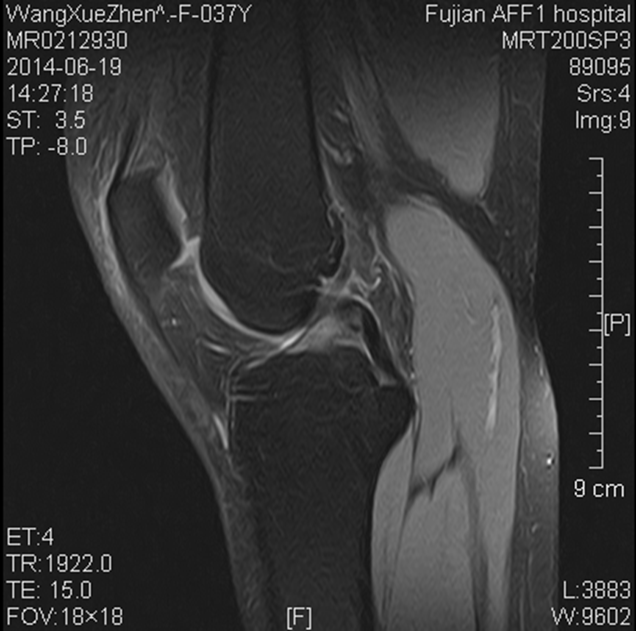 WangXueZhen^.-F-037Y
MR0212930
2014-06-19
14:27:18
ST: 3.5
TP: -8.0
Fujian AFF1 hospital
MRT200SP3
89095
Srs:4
Img:9
[P]
9 cm
ET:4
TR:1922.0
TE: 15.0
FOV:18×18
[F]
L:3883
W:9602